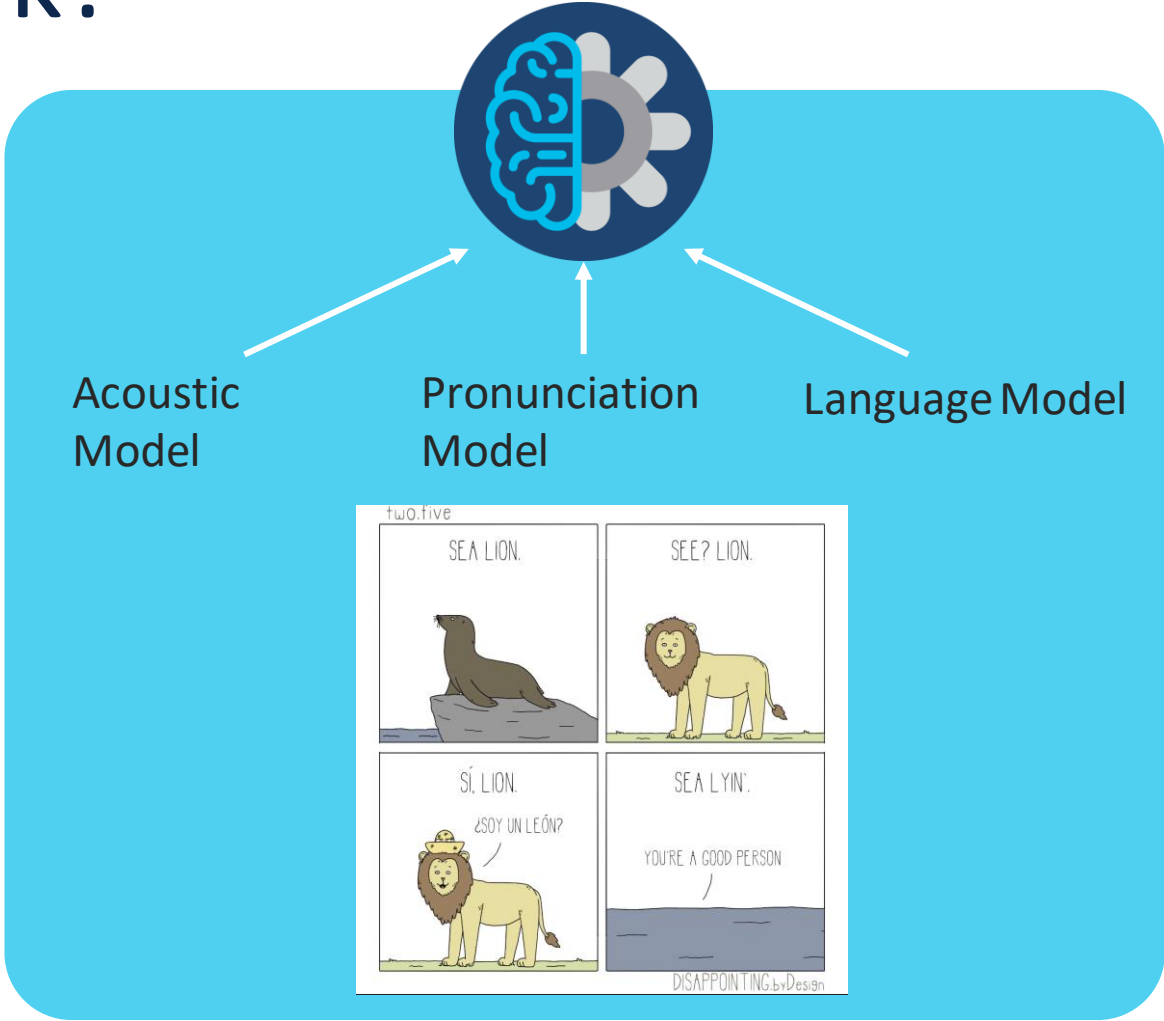 K?
Acoustic
Model
Pronunciation
Model
Language Model
two.five
SEA LION.
SEE? LION.
SÍ, LION.
¿SOY UN LEÓN?
SEA LYIN'.
YOU'RE A GOOD PERSON
DISAPPOINTING.byDesign